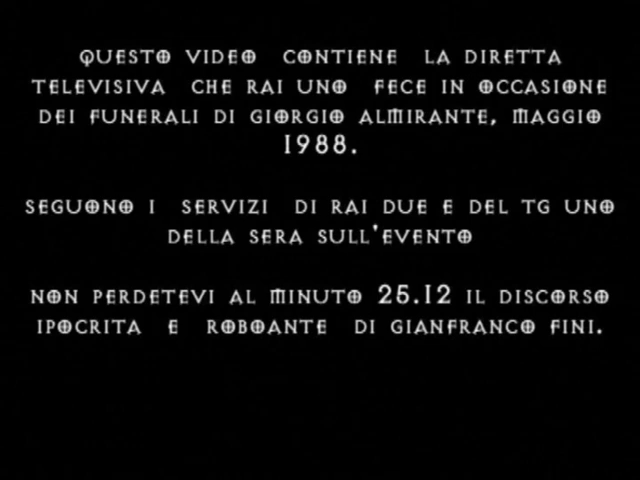 QUESTO VIDEO CONTIENE LA DIRETTA
TELEVISIVA CHE RAI UNO FECE IN OCCASIONE
DEI FUNERALI DI GIORGIO ALMIRANTE, MAGGIO
1988.
SEGUONO I SERVIZI DI RAI DUE E DEL TG UNO
DELLA SERA SULL'EVENTO
NON PERDETEVI AL MINUTO 25.12 IL DISCORSO
IPOCRITA E ROBOANTE DI GIANFRANCO FINI.